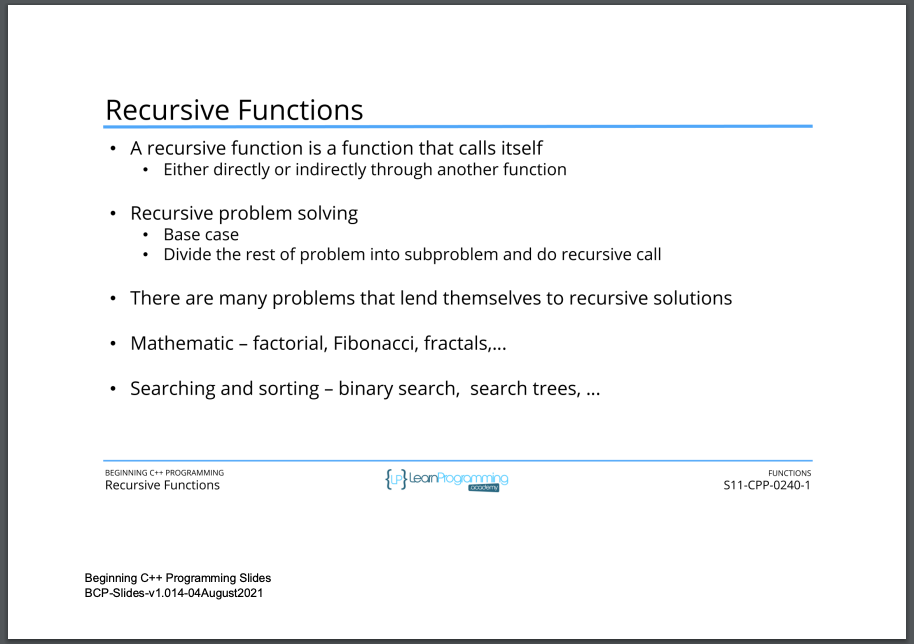 Recursive Functions
• A recursive function is a function that calls itself
• Either directly or indirectly through another function
• Recursive problem solving
• Base case
• Divide the rest of problem into subproblem and do recursive call
• There are many problems that lend themselves to recursive solutions
• Mathematic – factorial, Fibonacci, fractals,...
• Searching and sorting – binary search,  search trees, ...
BEGINNING C++ PROGRAMMING
Recursive Functions
{LP} LearnProgramming
academy
FUNCTIONS
S11-CPP-0240-1
Beginning C++ Programming Slides
BCP-Slides-v1.014-04August2021